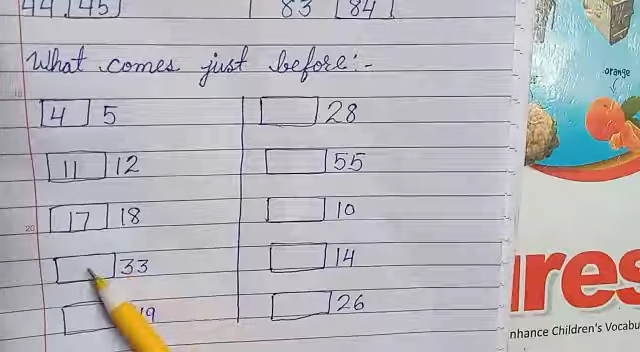 44 45 83 84
What comes just before:-
4 5 28
11 12 55
17 18 10
33 14
19 26
orange
res
nhance Children's Vocabu